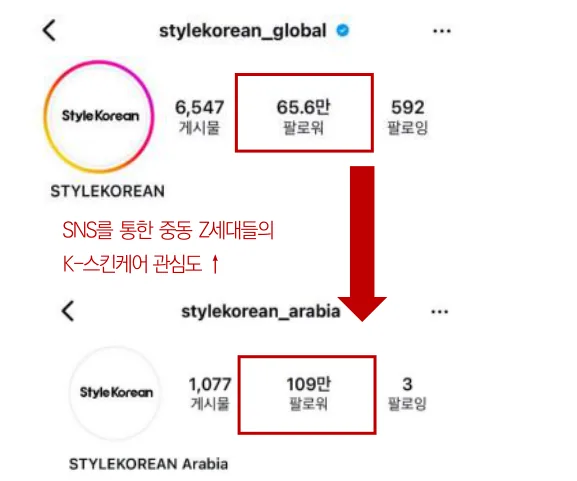 stylekorean_global
StyleKorean
6,547 65.6만 592
게시물 팔로워 팔로잉
STYLEKOREAN
SNS를 통한 중동 Z세대들의
K-스킨케어 관심도 ↑
stylekorean_arabia
StyleKorean
1,077 109만 3
게시물 팔로워 팔로잉
STYLEKOREAN Arabia